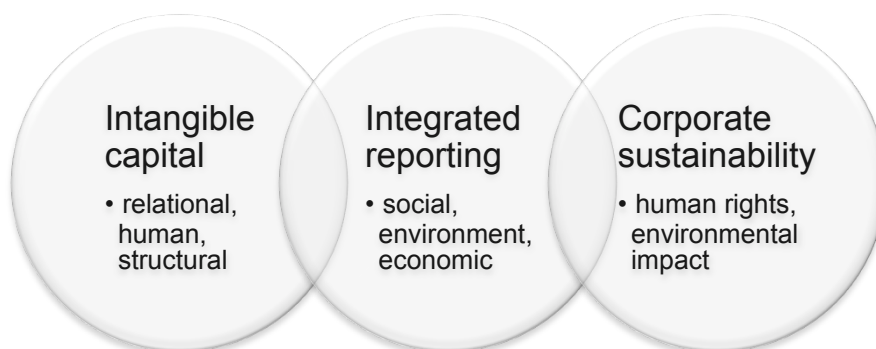 Intangible
capital
• relational,
human,
structural
Integrated
reporting
• social,
environment,
economic
Corporate
sustainability
• human rights,
environmental
impact